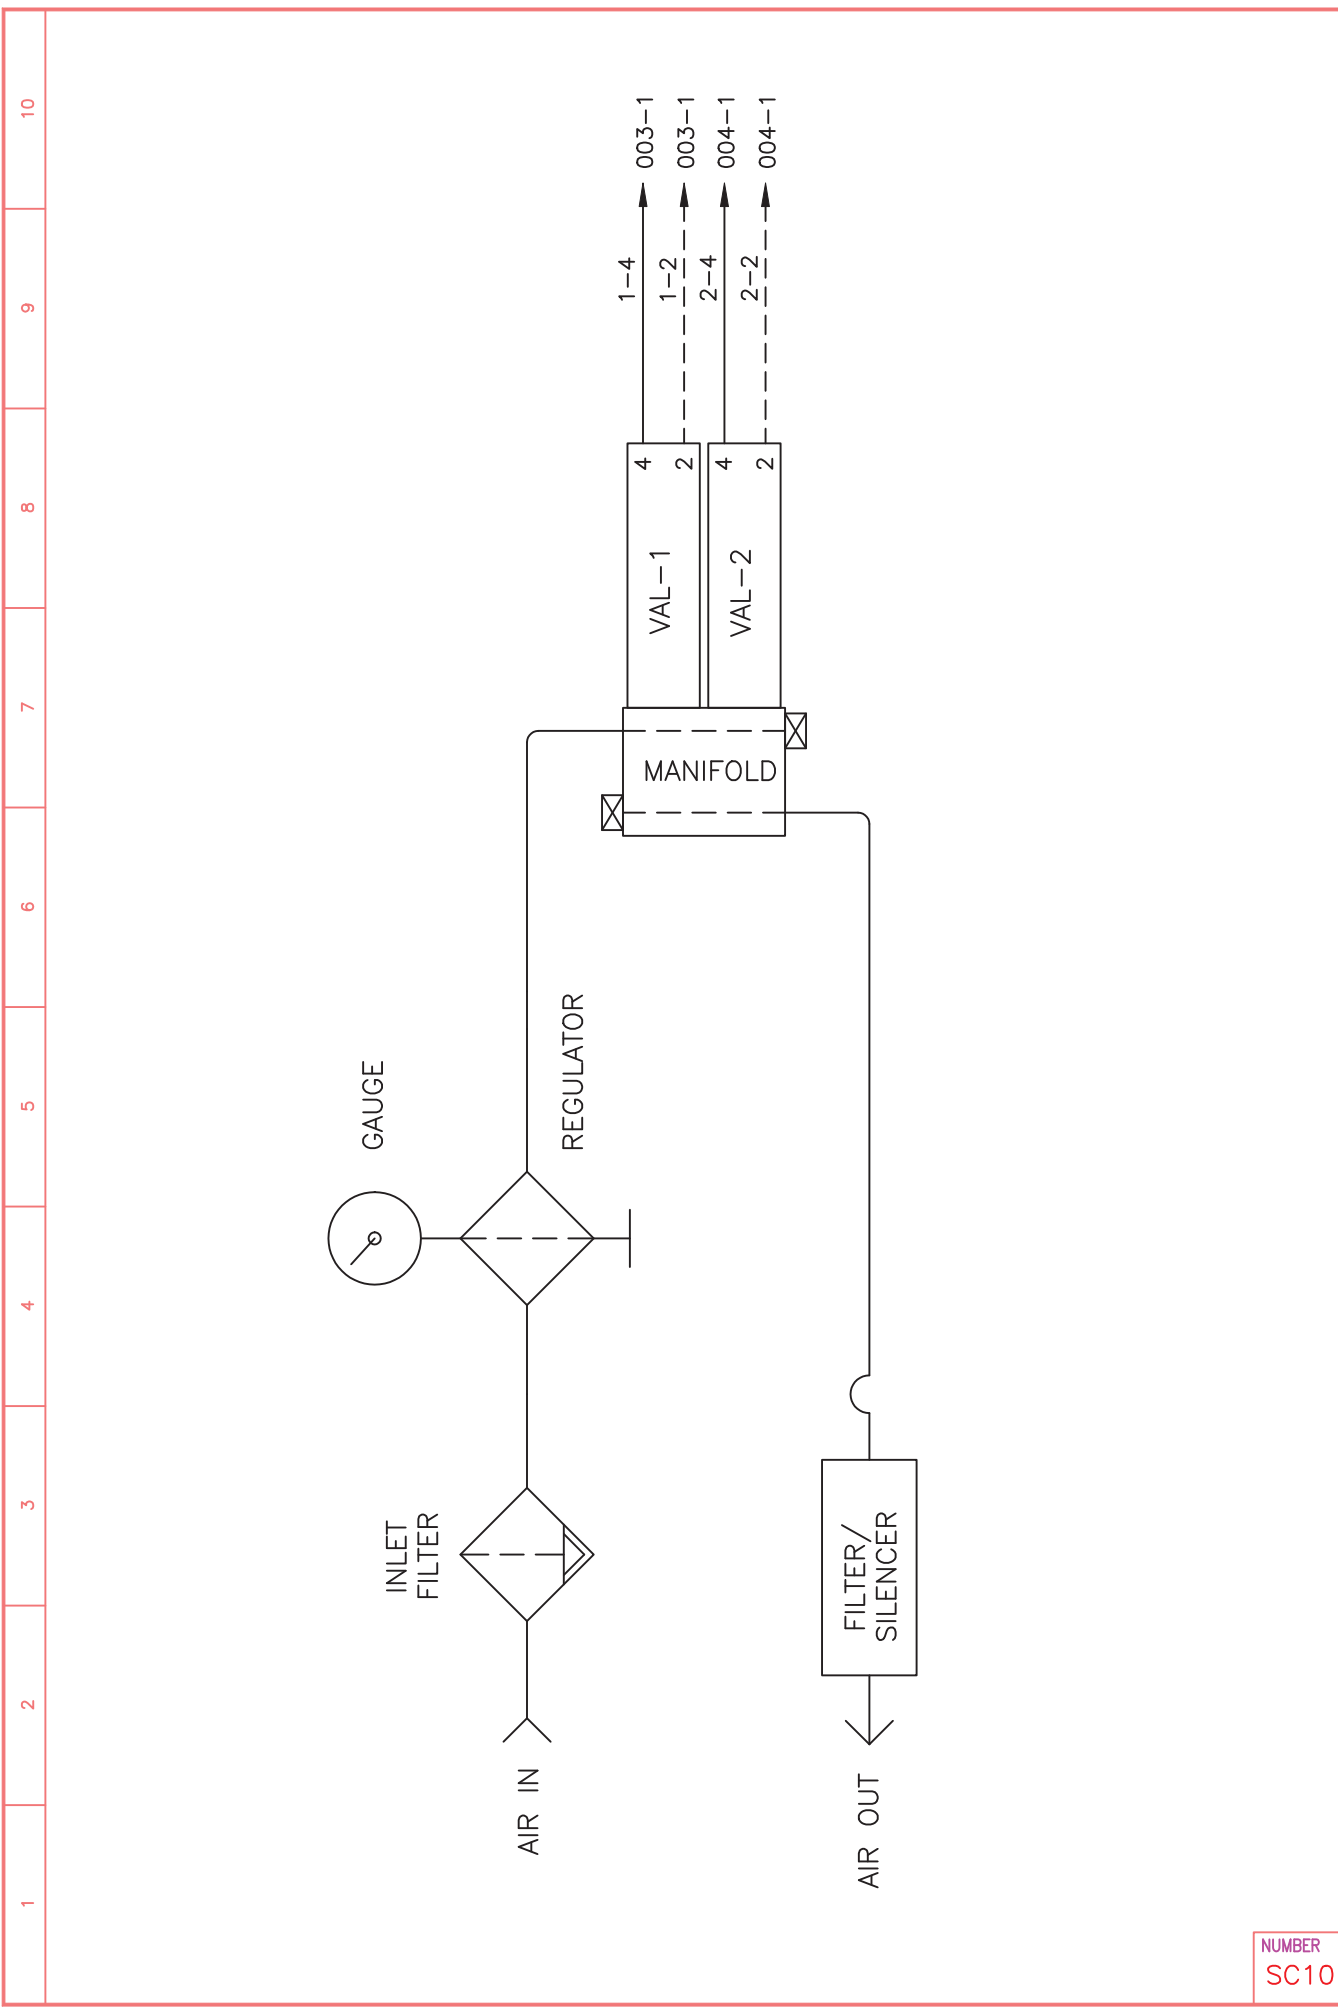 10
9
8
7
6
5
4
3
2
1
003-1
003-1
004-1
004-1
1-4
1-2
2-4
2-2
4
2
4
2
VAL-1
VAL-2
MANIFOLD
REGULATOR
GAUGE
INLET
FILTER
FILTER/
SILENCER
AIR IN
AIR OUT
NUMBER
SC10